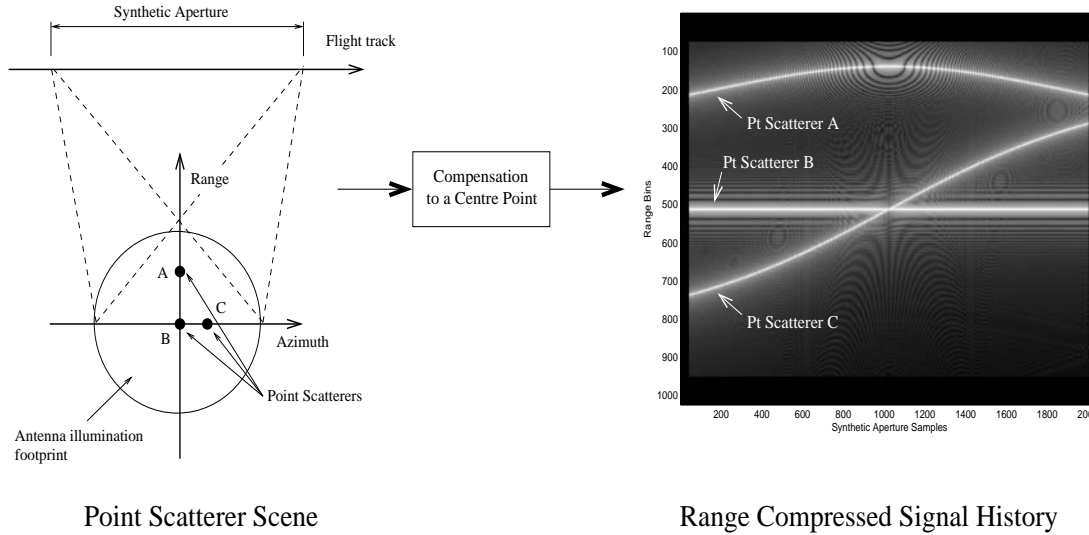 Synthetic Aperture
Flight track
Range
A
C
B
Azimuth
Point Scatterers
Antenna illumination
footprint
Point Scatterer Scene
Compensation
to a Centre Point
100
200
300
400
500
600
700
800
900
1000
Range Bins
Pt Scatterer A
Pt Scatterer B
Pt Scatterer C
200 400 600 800 1000 1200 1400 1600 1800 200
Synthetic Aperture Samples
Range Compressed Signal History